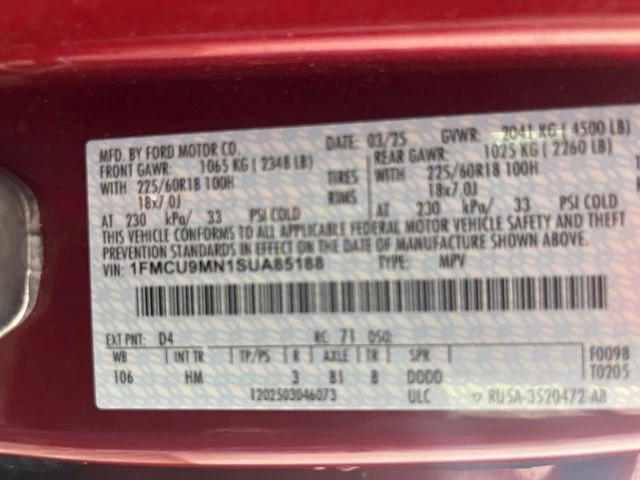 MFD. BY FORD MOTOR CO.
DATE: 03/25 GVWR: 2041 KG ( 4500 LB)
FRONT GAWR: 1065 KG ( 2348 LB) REAR GAWR: 1025 KG ( 2260 LB)
WITH 225/60R18 100H TIRES WITH 225/60R18 100H
18x7.0J RIMS 18x7.0J
AT 230 kPa/ 33 PSI COLD AT 230 kPa/ 33 PSI COLD
THIS VEHICLE CONFORMS TO ALL APPLICABLE FEDERAL MOTOR VEHICLE SAFETY AND THEFT
PREVENTION STANDARDS IN EFFECT ON THE DATE OF MANUFACTURE SHOWN ABOVE.
VIN: 1FMCU9MN1SUA85188 TYPE: MPV
EXT PNT: D4 RC: 71 DSO:
WB INT TR TP/PS R AXLE TR SPR F0098
106 HM 3 81 8 DDDD T0205
1202503046073 ULC RU5A-3520472-AB